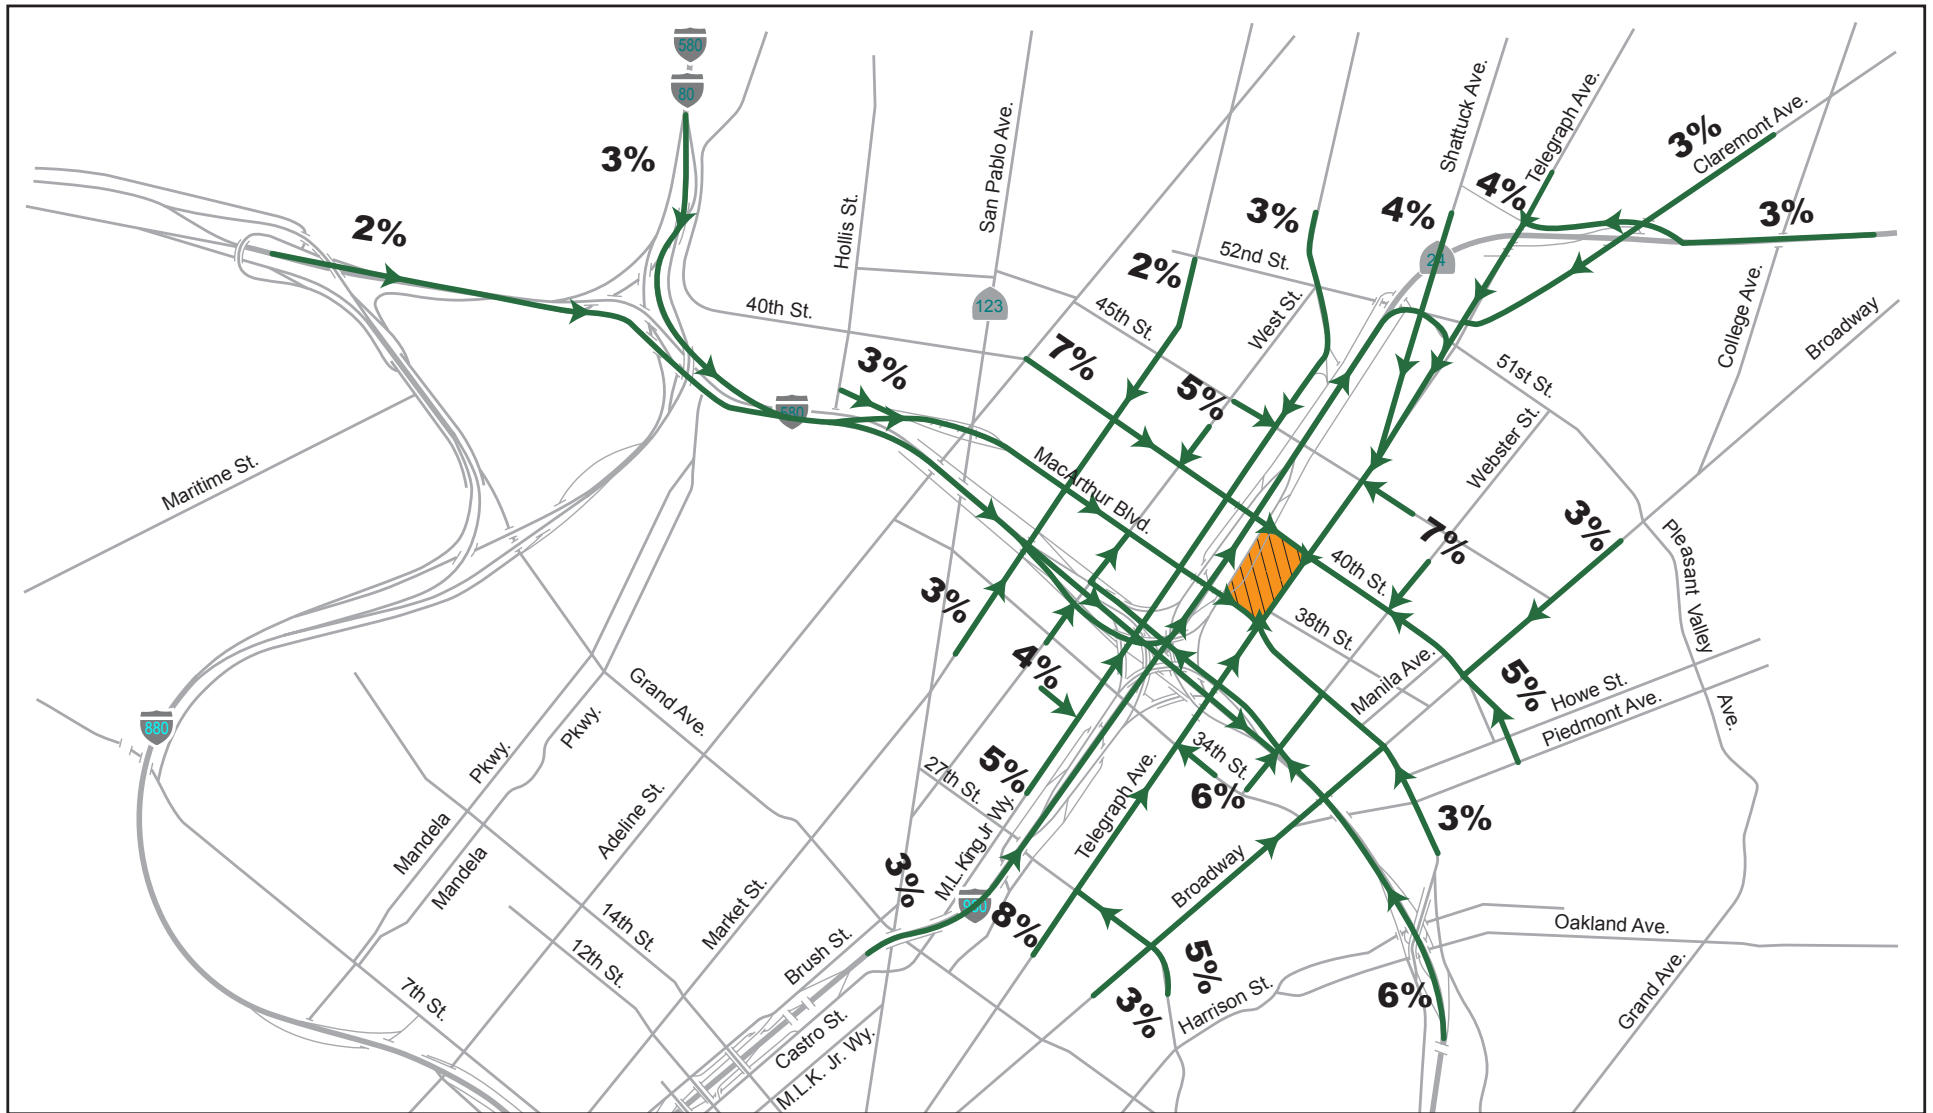 580
80
3%
2%
Hollis St.
San Pablo Ave.
123
40th St.
580
3%
7%
5%
2%
3%
4%
4%
3%
3%
52nd St.
45th St.
West St.
Shattuck Ave.
Telegraph Ave.
Claremont Ave.
24
College Ave.
Broadway
51st St.
Webster St.
Maritime St.
MacArthur Blvd.
7%
3%
Pleasant Valley
Ave.
40th St.
38th St.
Manila Ave.
5%
Howe St.
Piedmont Ave.
3%
4%
5%
880
Grand Ave.
Mandela
Pkwy.
Mandela
Pkwy.
Adeline St.
Market St.
27th St.
M.L. King Jr Wy.
Telegraph Ave.
34th St.
6%
3%
3%
980
8%
Broadway
5%
3%
Harrison St.
6%
Oakland Ave.
Grand Ave.
14th St.
12th St.
7th St.
Brush St.
Castro St.
M.L.K. Jr. Wy.